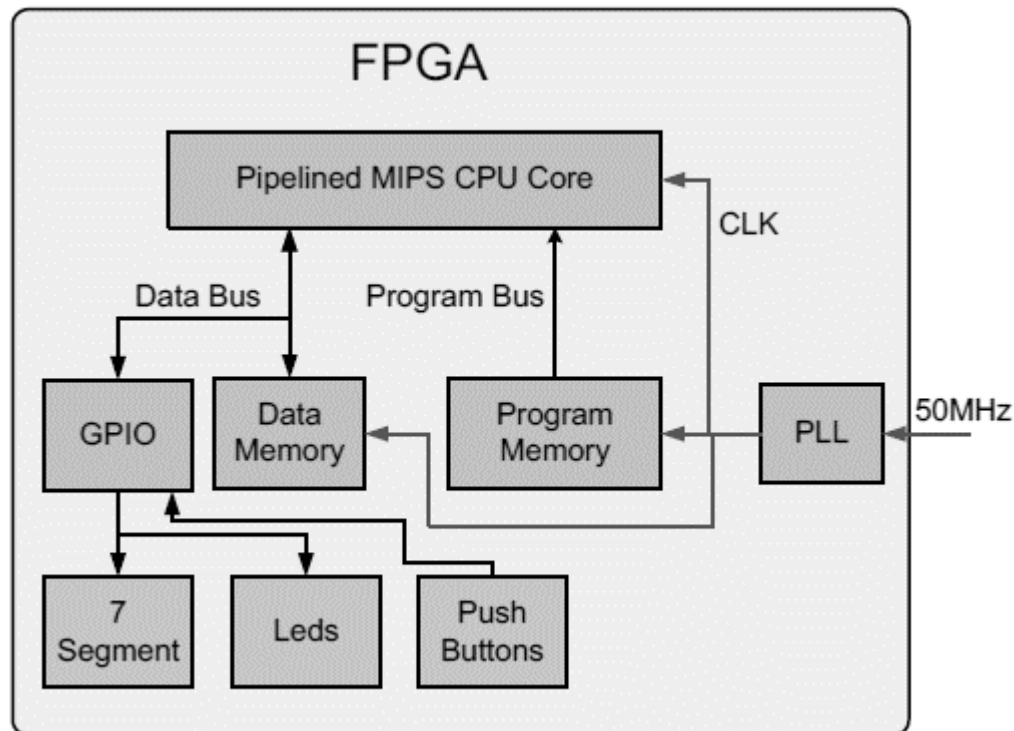 FPGA
Pipelined MIPS CPU Core
CLK
Data Bus
Program Bus
GPIO
Data
Memory
Program
Memory
PLL
50MHz
7
Segment
Leds
Push
Buttons